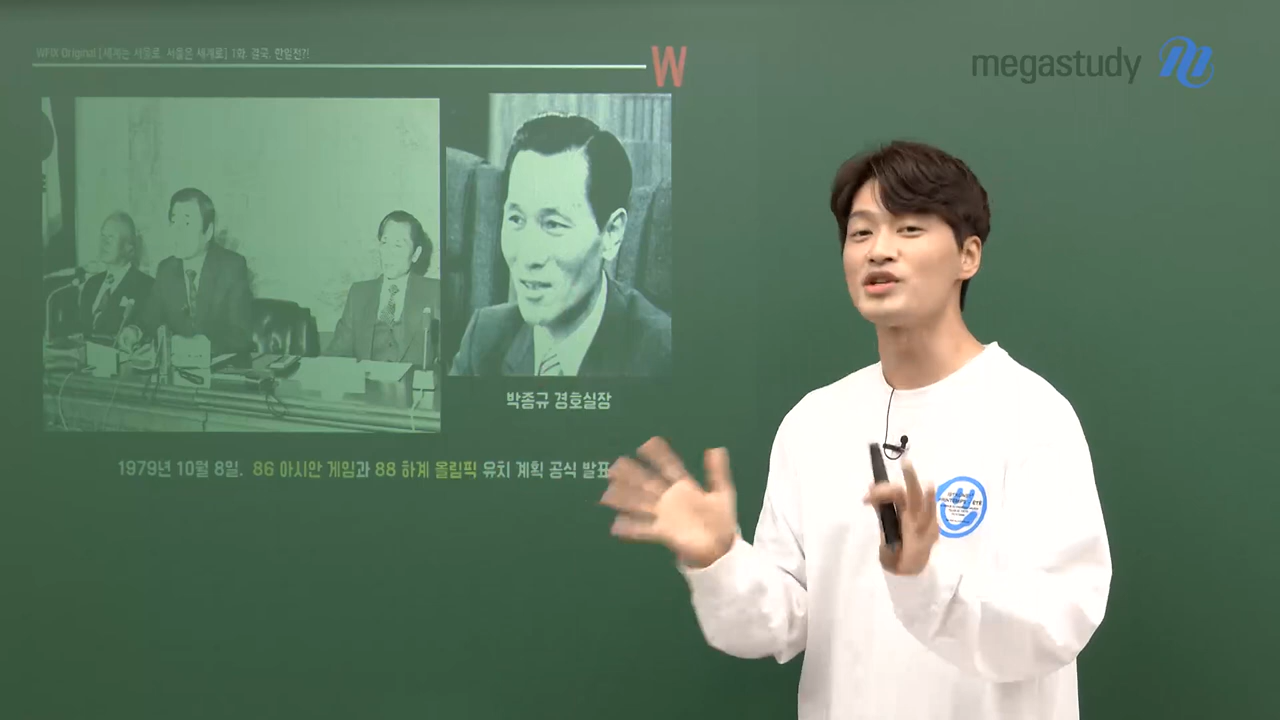 WFIX Original [세계는 서울로, 서울은 세계로] 1화. 결국, 한일전?!
W
megastudy
박종규 경호실장
1979년 10월 8일. 86 아시안 게임과 88 하계 올림픽 유치 계획 공식 발표